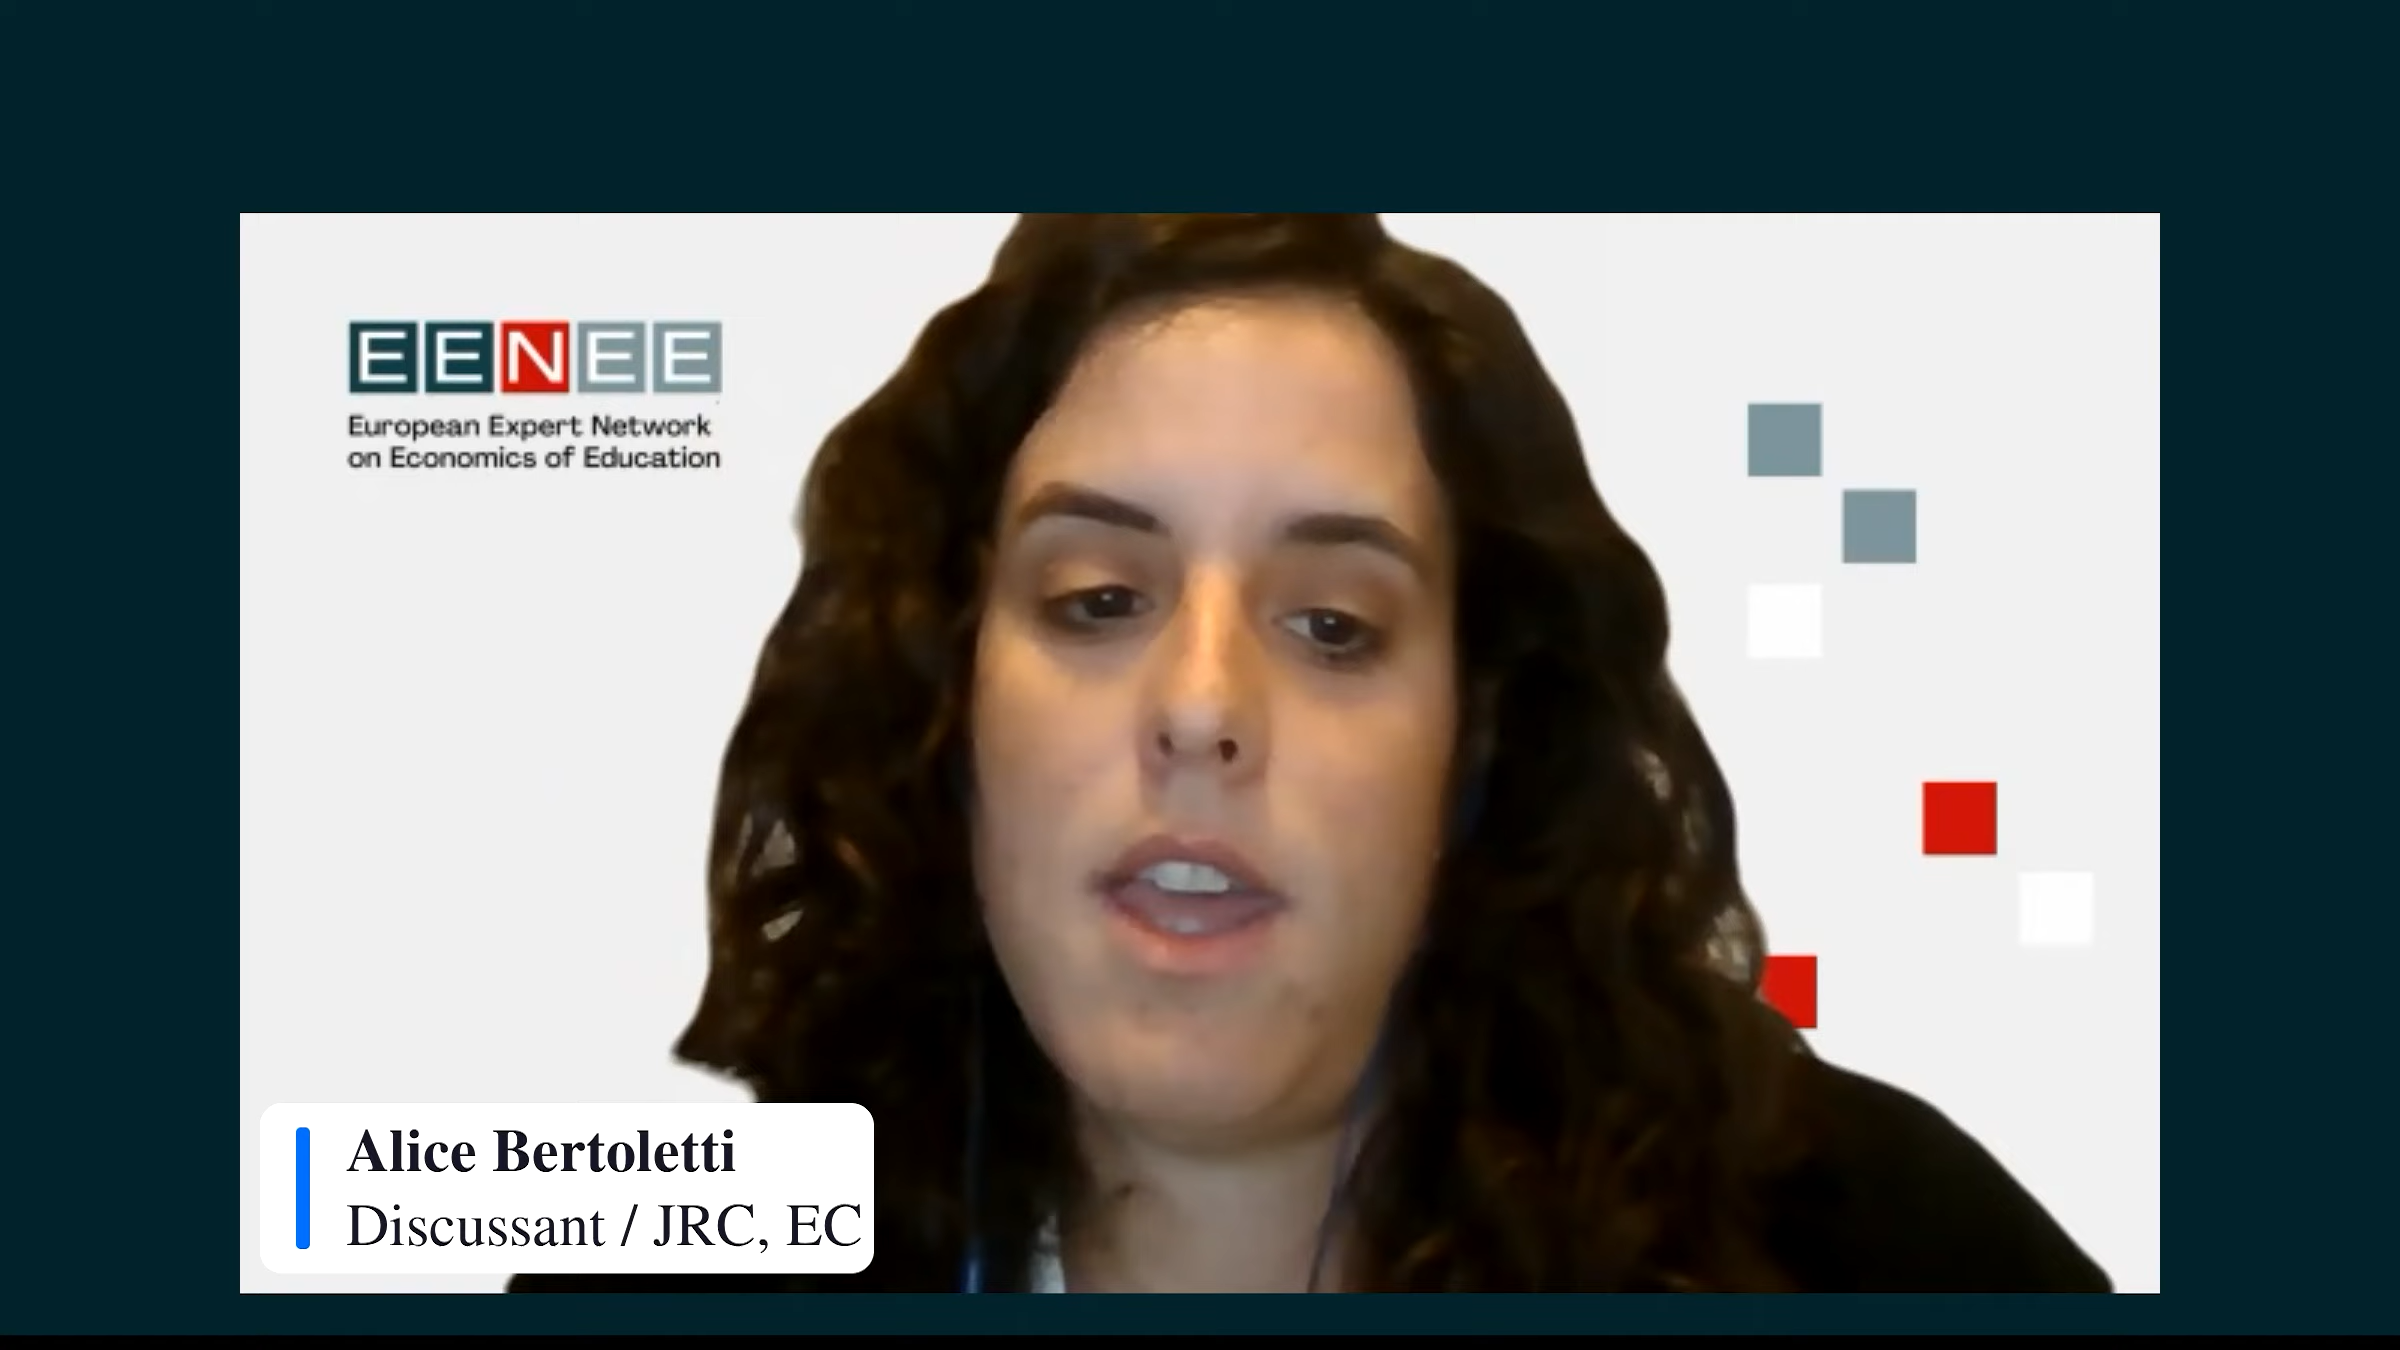 EENEE
European Expert Network
on Economics of Education
Alice Bertoletti
Discussant / JRC, EC